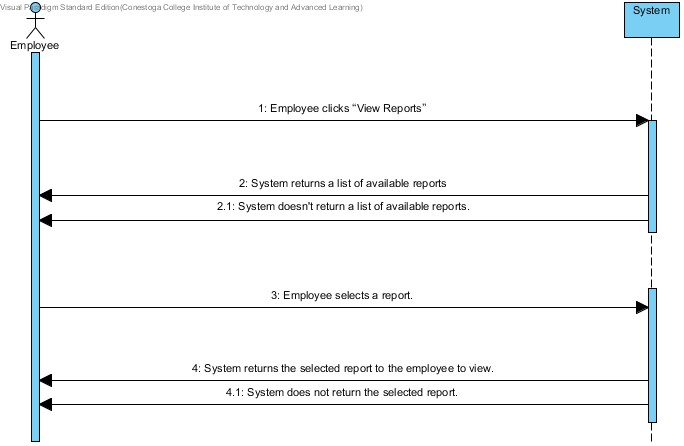 Visual Paradigm Standard Edition(Conestoga College Institute of Technology and Advanced Learning)
System
Employee
1: Employee clicks “View Reports”
2: System returns a list of available reports
2.1: System doesn't return a list of available reports.
3: Employee selects a report.
4: System returns the selected report to the employee to view.
4.1: System does not return the selected report.